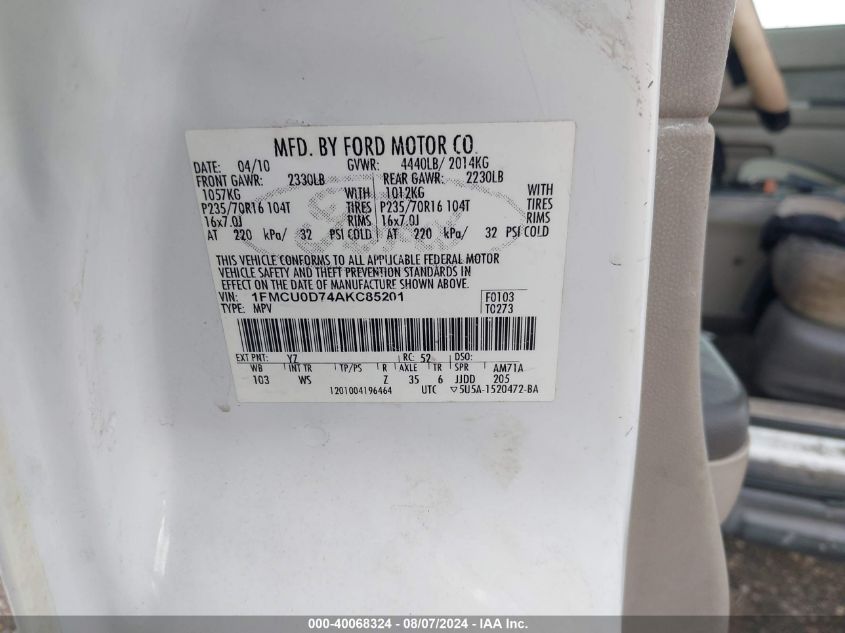 MFD. BY FORD MOTOR CO.
DATE: 04/10 GVWR: 4440LB/ 2014KG
FRONT GAWR: 2330LB REAR GAWR: 2230LB
1057KG WITH 1012KG WITH
P235/70R16 104T TIRES P235/70R16 104T TIRES
16x7.0J RIMS 16x7.0J RIMS
AT 220 kPa/ 32 PSI COLD AT 220 kPa/ 32 PSI COLD
THIS VEHICLE CONFORMS TO ALL APPLICABLE FEDERAL MOTOR
VEHICLE SAFETY AND THEFT PREVENTION STANDARDS IN
EFFECT ON THE DATE OF MANUFACTURE SHOWN ABOVE.
VIN: 1FMCU0D74AKC85201 F0103
TYPE: MPV T0273
EXT PNT: YZ RC: 52 DSO:
WB INT TR TP/PS R AXLE TR SPR AM71A
103 WS Z 35 6 JJDD 205
1201004196464 UTC ▽5U5A-1520472-BA
000-40068324 - 08/07/2024 - IAA Inc.